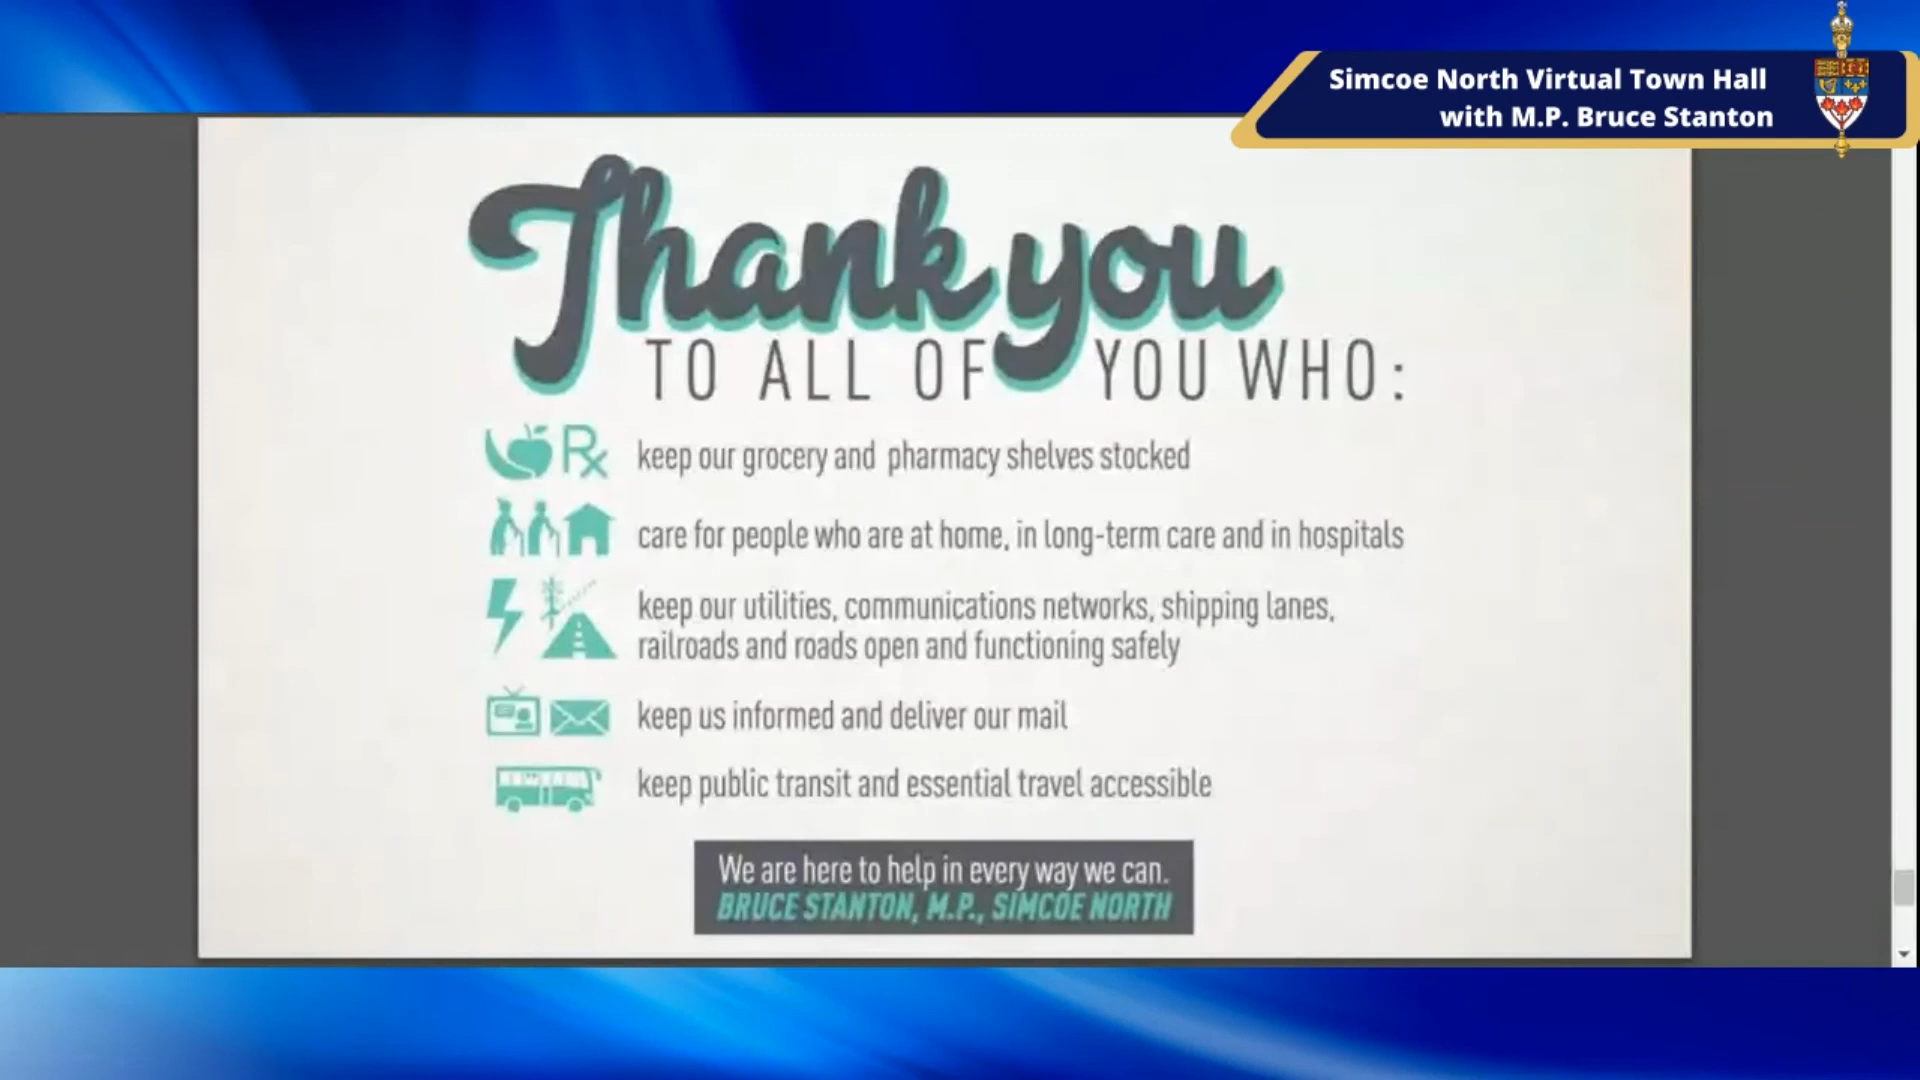 Simcoe North Virtual Town Hall
with M.P. Bruce Stanton
Thank you
TO ALL OF YOU WHO:
Rx keep our grocery and pharmacy shelves stocked
care for people who are at home, in long-term care and in hospitals
keep our utilities, communications networks, shipping lanes,
railroads and roads open and functioning safely
keep us informed and deliver our mail
keep public transit and essential travel accessible
We are here to help in every way we can.
BRUCE STANTON, M.P., SIMCOE NORTH